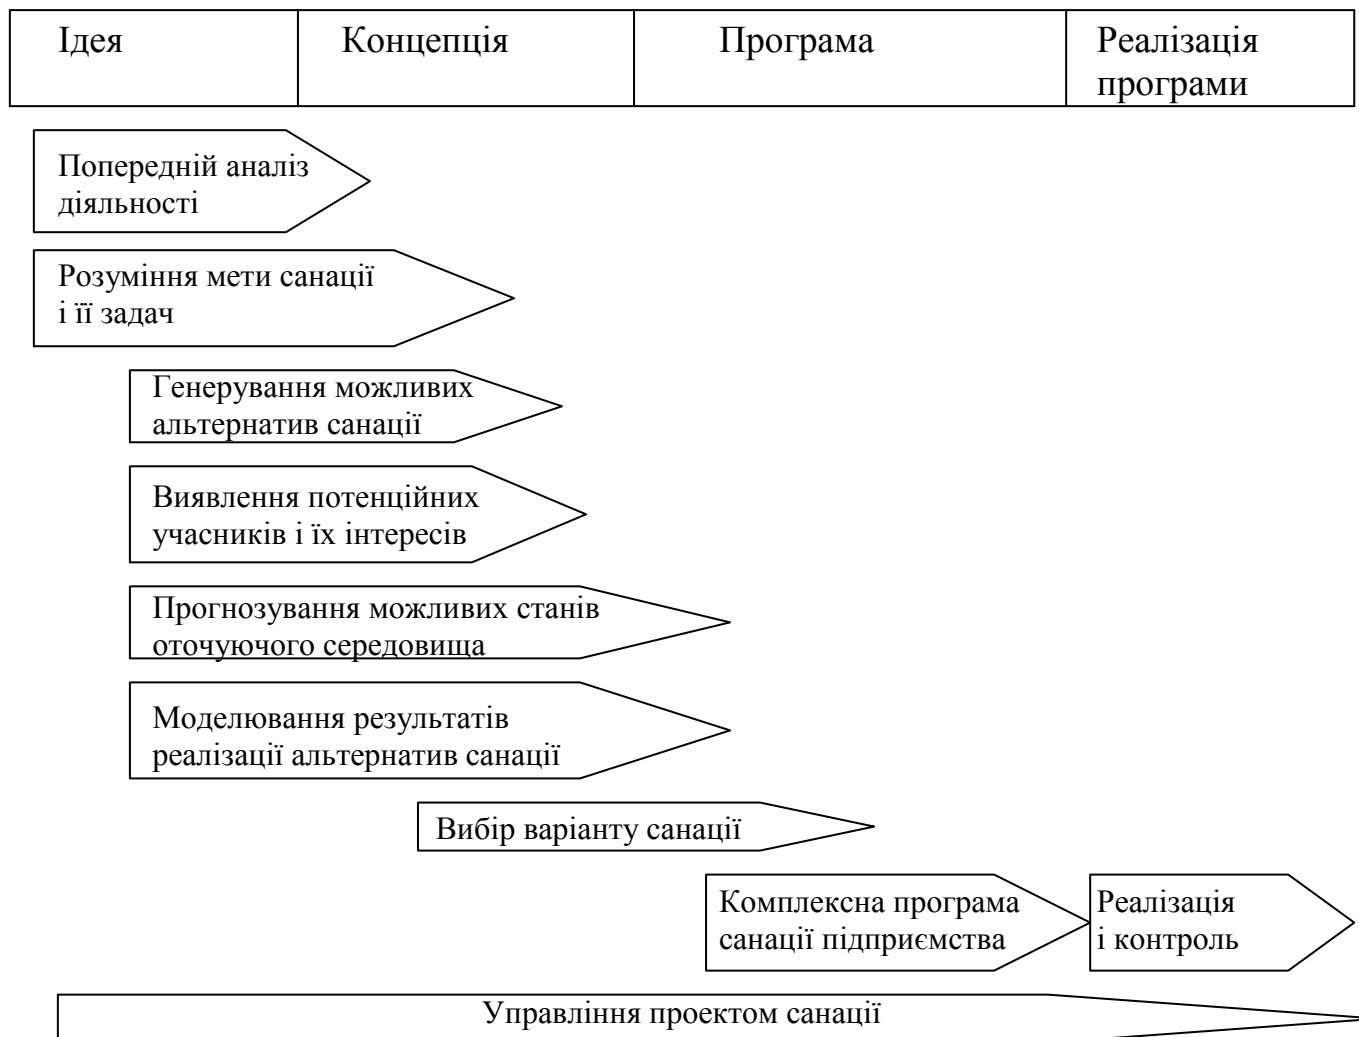 Ідея
Концепція
Програма
Реалізація
програми
Попередній аналіз
діяльності
Розуміння мети санації
і її задач
Генерування можливих
альтернатив санації
Виявлення потенційних
учасників і їх інтересів
Прогнозування можливих станів
оточуючого середовища
Моделювання результатів
реалізації альтернатив санації
Вибір варіанту санації
Комплексна програма
санації підприємства
Реалізація
і контроль
Управління проектом санації